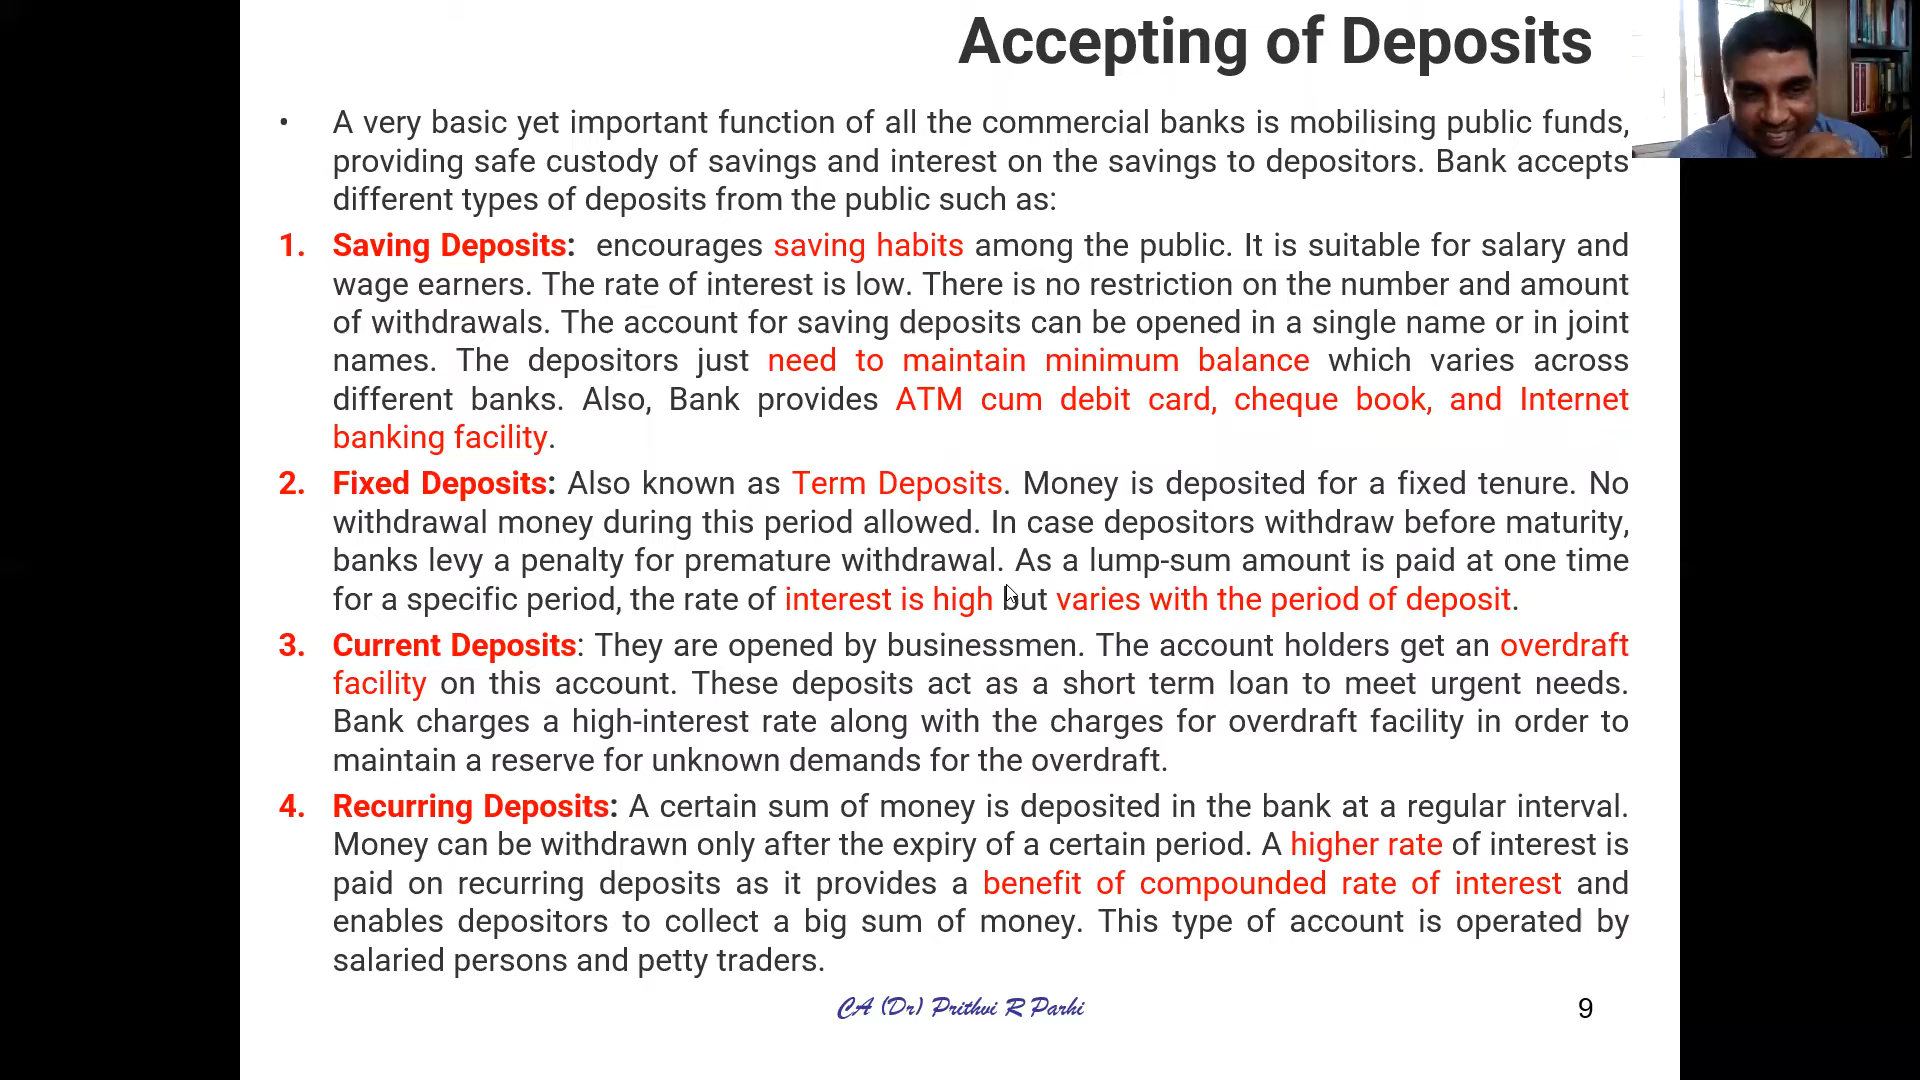 Accepting of Deposits
• A very basic yet important function of all the commercial banks is mobilising public funds,
providing safe custody of savings and interest on the savings to depositors. Bank accepts
different types of deposits from the public such as:
1. Saving Deposits: encourages saving habits among the public. It is suitable for salary and
wage earners. The rate of interest is low. There is no restriction on the number and amount
of withdrawals. The account for saving deposits can be opened in a single name or in joint
names. The depositors just need to maintain minimum balance which varies across
different banks. Also, Bank provides ATM cum debit card, cheque book, and Internet
banking facility.
2. Fixed Deposits: Also known as Term Deposits. Money is deposited for a fixed tenure. No
withdrawal money during this period allowed. In case depositors withdraw before maturity,
banks levy a penalty for premature withdrawal. As a lump-sum amount is paid at one time
for a specific period, the rate of interest is high but varies with the period of deposit.
3. Current Deposits: They are opened by businessmen. The account holders get an overdraft
facility on this account. These deposits act as a short term loan to meet urgent needs.
Bank charges a high-interest rate along with the charges for overdraft facility in order to
maintain a reserve for unknown demands for the overdraft.
4. Recurring Deposits: A certain sum of money is deposited in the bank at a regular interval.
Money can be withdrawn only after the expiry of a certain period. A higher rate of interest is
paid on recurring deposits as it provides a benefit of compounded rate of interest and
enables depositors to collect a big sum of money. This type of account is operated by
salaried persons and petty traders.
CA (Dr) Prithvi R Parhi
9